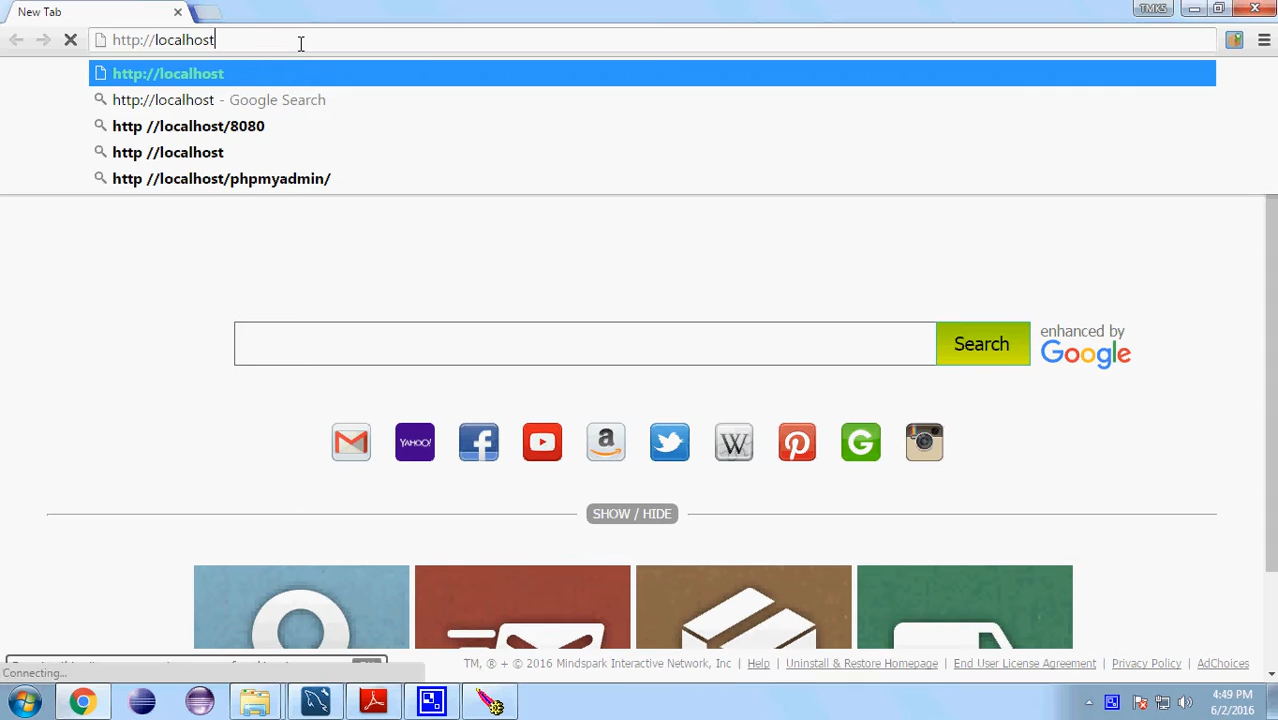 New Tab
TMKS
http://localhost
http://localhost
http://localhost - Google Search
http //localhost/8080
http //localhost
http //localhost/phpmyadmin/
Search
enhanced by
Google
YAHOO!
SHOW / HIDE
TM, ® + © 2016 Mindspark Interactive Network, Inc | Help | Uninstall & Restore Homepage | End User License Agreement | Privacy Policy | AdChoices
Connecting...
4:49 PM
6/2/2016